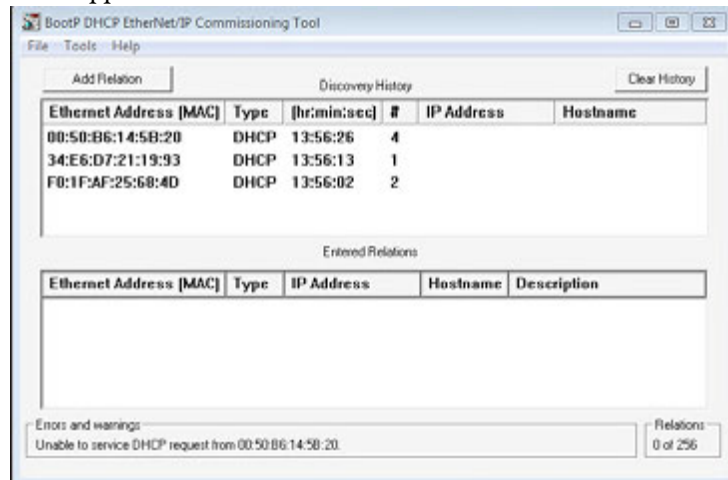 BootP DHCP EtherNet/IP Commissioning Tool
File Tools Help
Add Relation Discovery History Clear History
Ethernet Address [MAC] Type [hr:min:sec] # IP Address Hostname
00:50:B6:14:5B:20 DHCP 13:56:26 4
34:E6:D7:21:19:93 DHCP 13:56:13 1
F0:1F:AF:25:68:4D DHCP 13:56:02 2
Entered Relations
Ethernet Address [MAC] Type IP Address Hostname Description
Errors and warnings Relations
Unable to service DHCP request from 00:50:B6:14:5B:20. 0 of 256